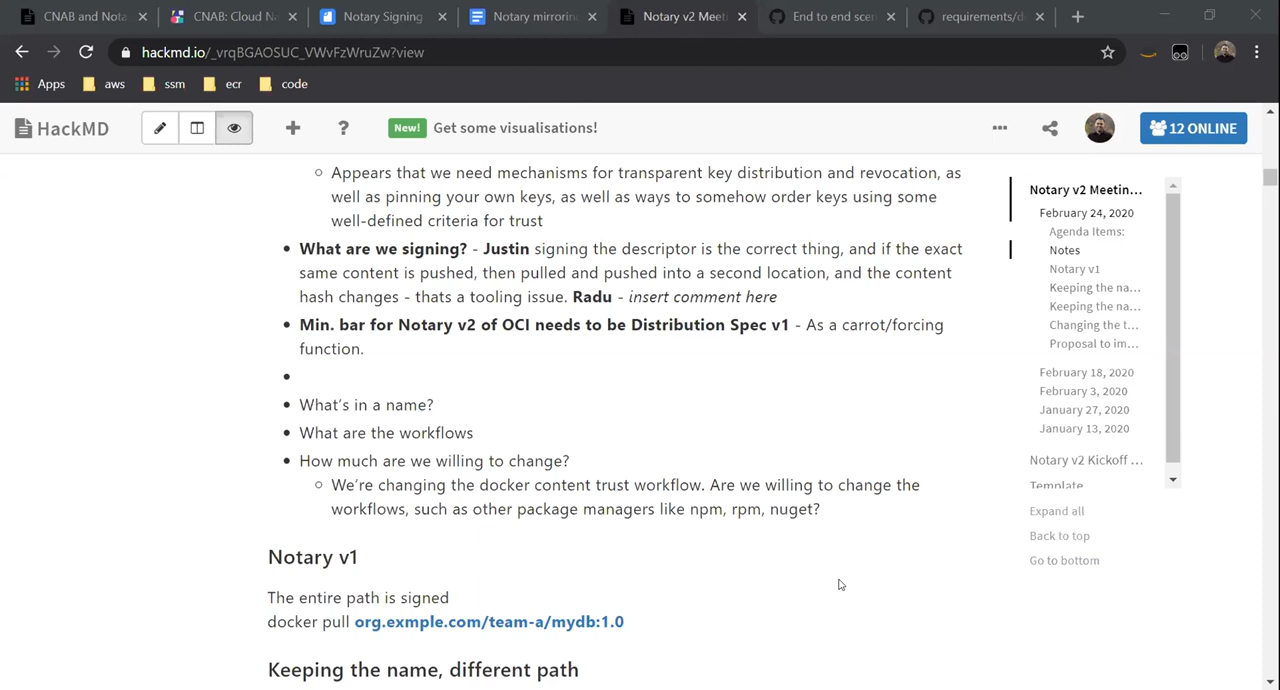 CNAB and Nota
CNAB: Cloud N
Notary Signing
Notary mirrorin
Notary v2 Meeti
End to end scen
requirements/d
hackmd.io/_vrqBGAOSUC_VWvFzWruZw?view
Apps aws ssm ecr code
HackMD
New! Get some visualisations!
12 ONLINE
Appears that we need mechanisms for transparent key distribution and revocation, as
well as pinning your own keys, as well as ways to somehow order keys using some
well-defined criteria for trust
What are we signing? - Justin signing the descriptor is the correct thing, and if the exact
same content is pushed, then pulled and pushed into a second location, and the content
hash changes - thats a tooling issue. Radu - insert comment here
Min. bar for Notary v2 of OCI needs to be Distribution Spec v1 - As a carrot/forcing
function.
What's in a name?
What are the workflows
How much are we willing to change?
We're changing the docker content trust workflow. Are we willing to change the
workflows, such as other package managers like npm, rpm, nuget?
Notary v1
The entire path is signed
docker pull org.exmple.com/team-a/mydb:1.0
Keeping the name, different path
Notary v2 Meetin...
February 24, 2020
Agenda Items:
Notes
Notary v1
Keeping the na...
Keeping the na...
Changing the t...
Proposal to im...
February 18, 2020
February 3, 2020
January 27, 2020
January 13, 2020
Notary v2 Kickoff ...
Template
Expand all
Back to top
Go to bottom